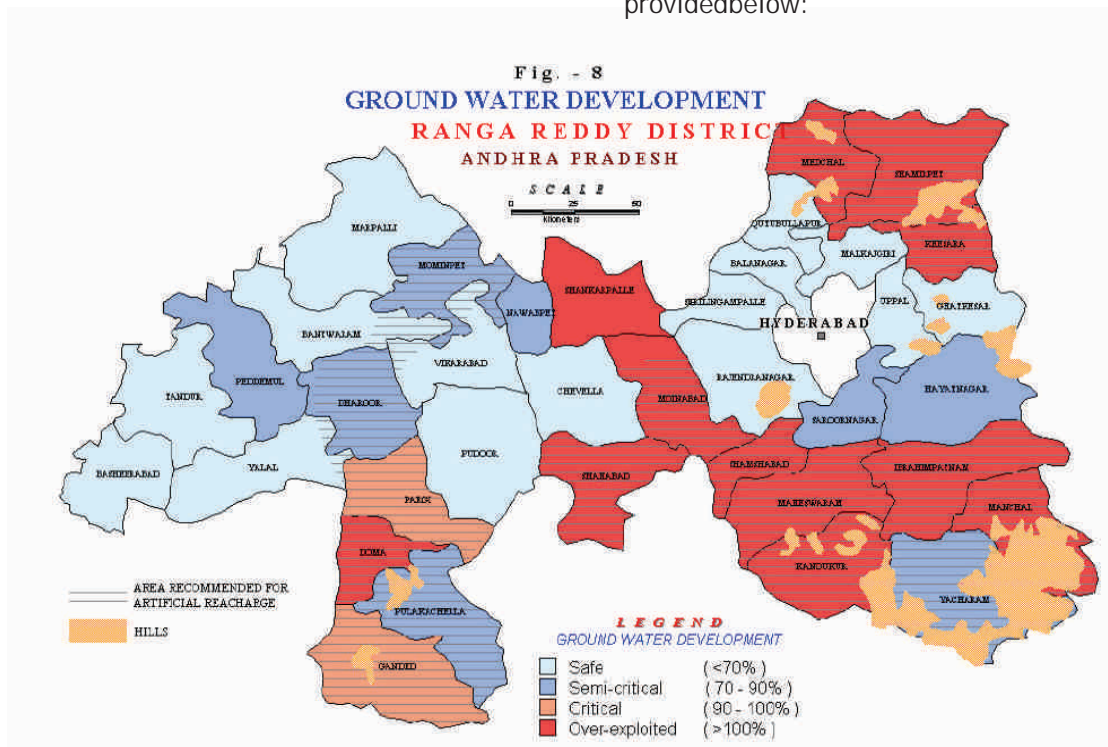 providedbelow:
Fig. - 8
GROUND WATER DEVELOPMENT
RANGA REDDY DISTRICT
ANDHRA PRADESH
SCALE
0 25 50
kilometers
MEDCHAL
SHAMIRPET
MARPALLI
QUTUBULLAPUR
KEESARA
MALKAJGIRI
MOMINPET
BALANAGAR
SHANKARPALLE
SERILINGAMPALLE
UPPAL
GHATKESAR
NAWABPET
HYDERABAD
BANTWALAM
VIKARABAD
RAJENDRANAGAR
PEDDEMUL
HAYATNAGAR
CHEVELLA
TANDUR
DHAROOR
MOINABAD
SAROORNAGAR
PUDOOR
SHAMSHABAD
IBRAHIMPATNAM
YALAL
BASHEERABAD
SHAHABAD
PARGI
MAHESWARAM
MANCHAL
DOMA
KANDUKUR
AREA RECOMMENDED FOR
ARTIFICIAL REACHARGE
YACHARAM
PULAKACHELLA
HILLS
LEGEND
GROUND WATER DEVELOPMENT
GANDED
Safe (<70%)
Semi-critical (70 - 90%)
Critical (90 - 100%)
Over-exploited (>100%)